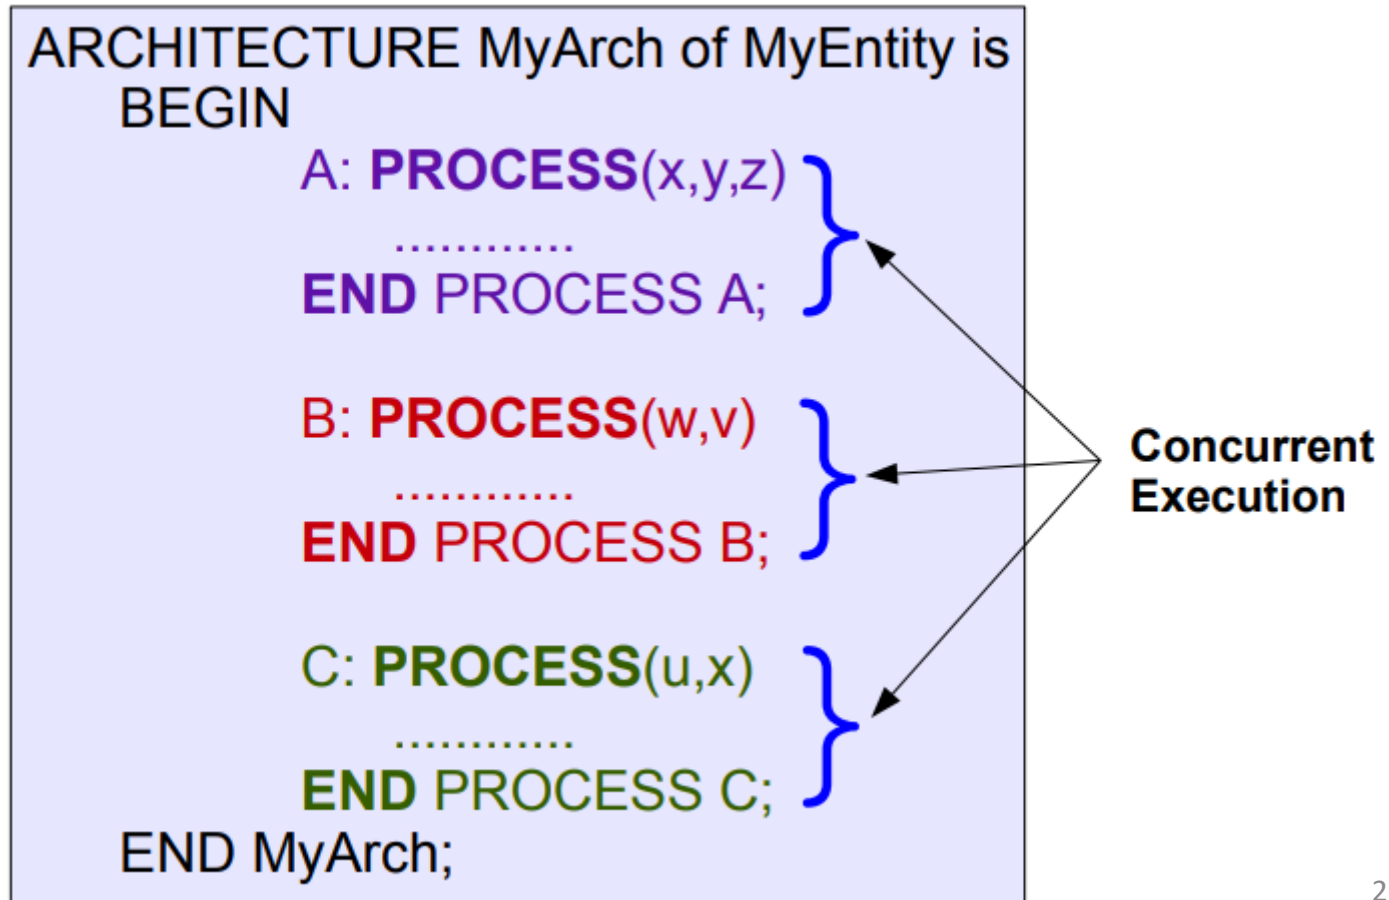 ARCHITECTURE MyArch of MyEntity is
BEGIN
A: PROCESS(x,y,z)
............
END PROCESS A;
B: PROCESS(w,v)
............
END PROCESS B;
C: PROCESS(u,x)
............
END PROCESS C;
END MyArch;
Concurrent
Execution
2